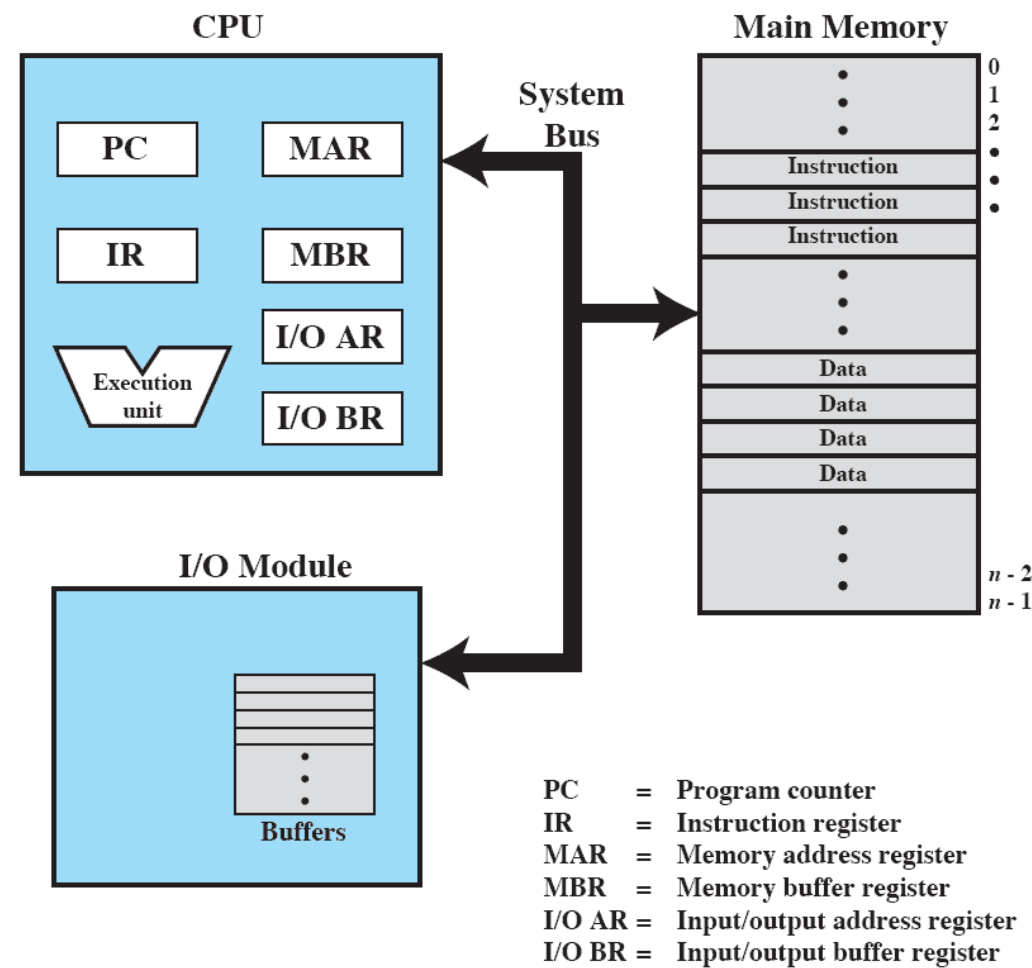 CPU
PC
MAR
IR
MBR
I/O AR
I/O BR
Execution
unit
System
Bus
Main Memory
0
1
2
Instruction
Instruction
Instruction
Data
Data
Data
Data
n - 2
n - 1
I/O Module
Buffers
PC = Program counter
IR = Instruction register
MAR = Memory address register
MBR = Memory buffer register
I/O AR = Input/output address register
I/O BR = Input/output buffer register